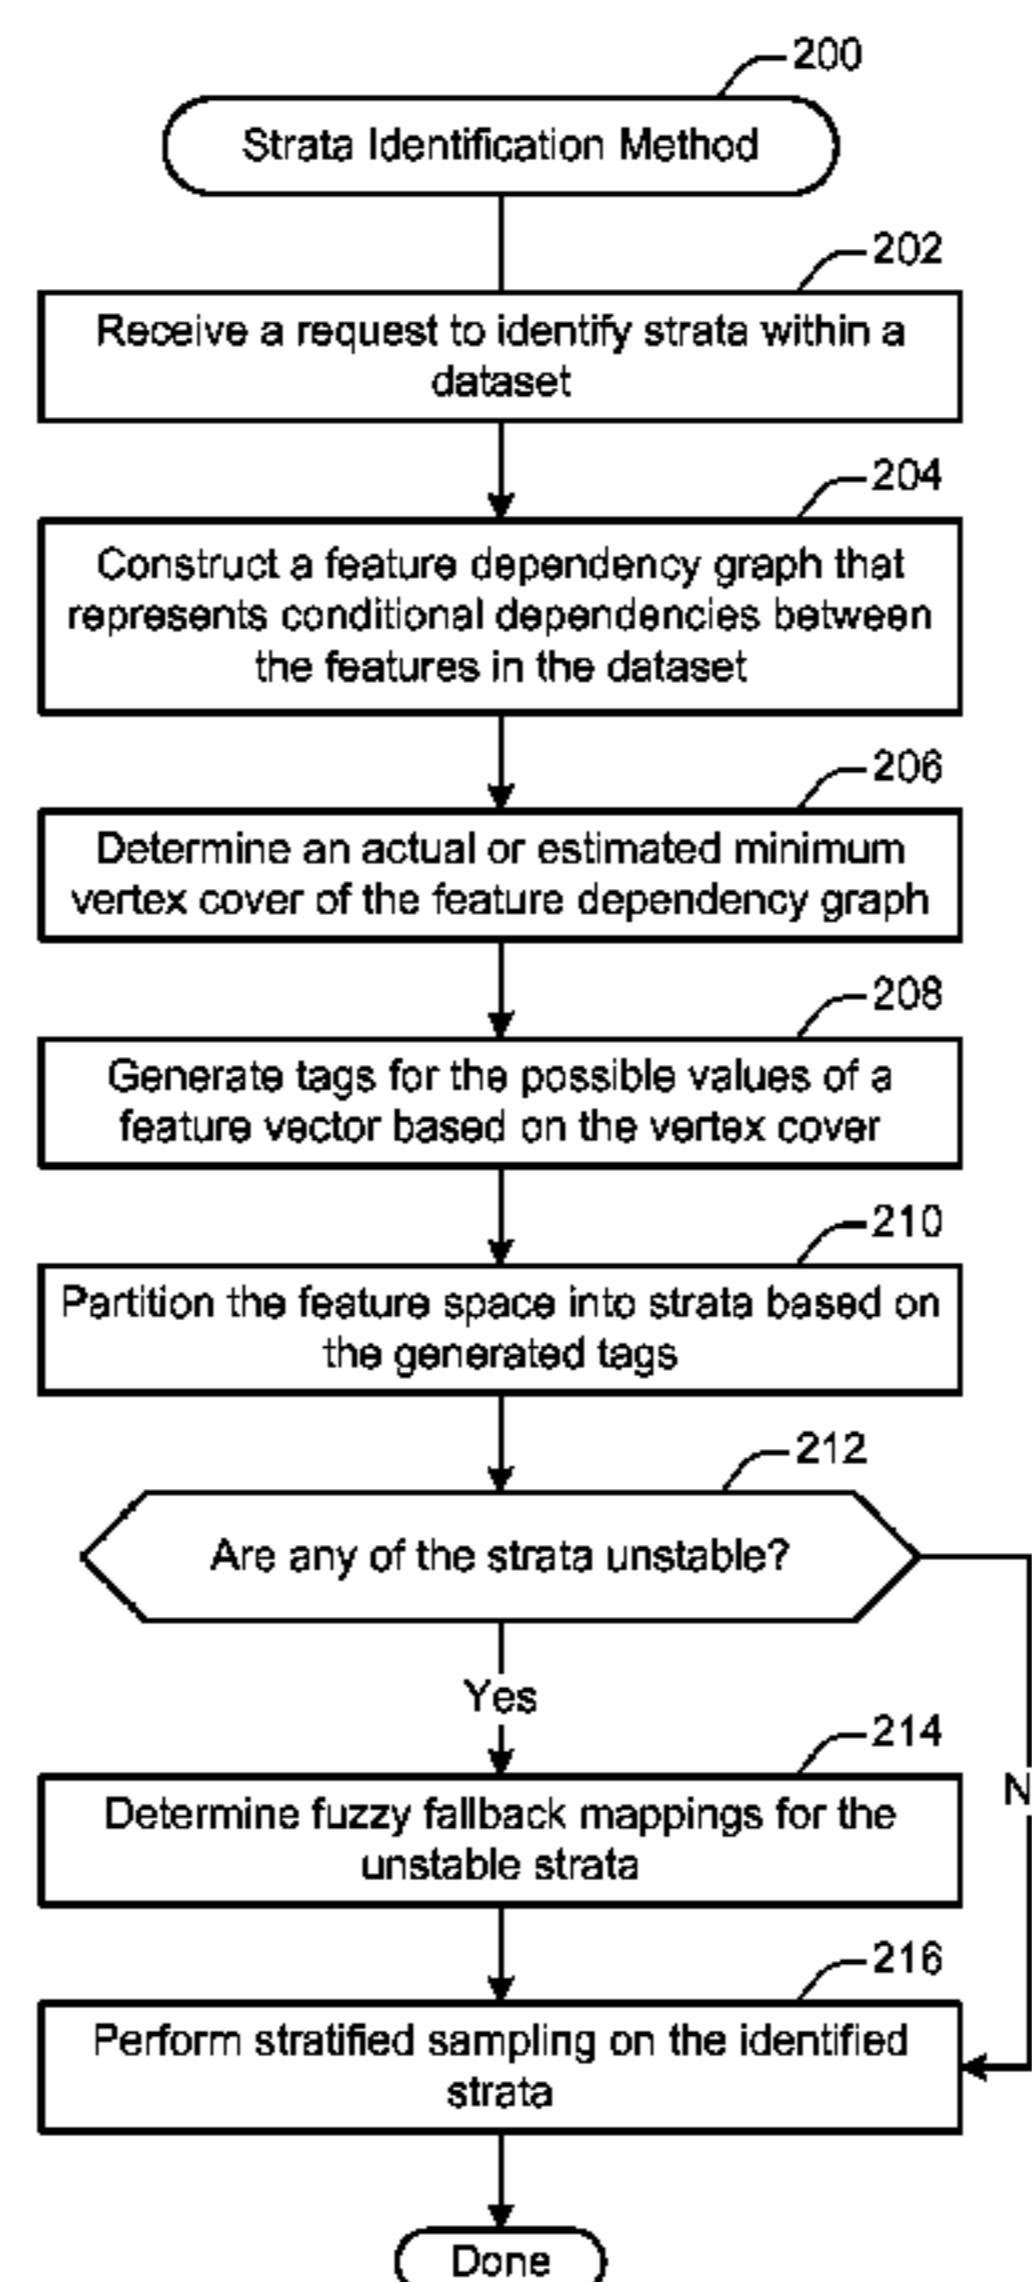 200
Strata Identification Method
202
Receive a request to identify strata within a
dataset
204
Construct a feature dependency graph that
represents conditional dependencies between
the features in the dataset
206
Determine an actual or estimated minimum
vertex cover of the feature dependency graph
208
Generate tags for the possible values of a
feature vector based on the vertex cover
210
Partition the feature space into strata based on
the generated tags
212
Are any of the strata unstable?
Yes
214
N
Determine fuzzy fallback mappings for the
unstable strata
216
Perform stratified sampling on the identified
strata
Done